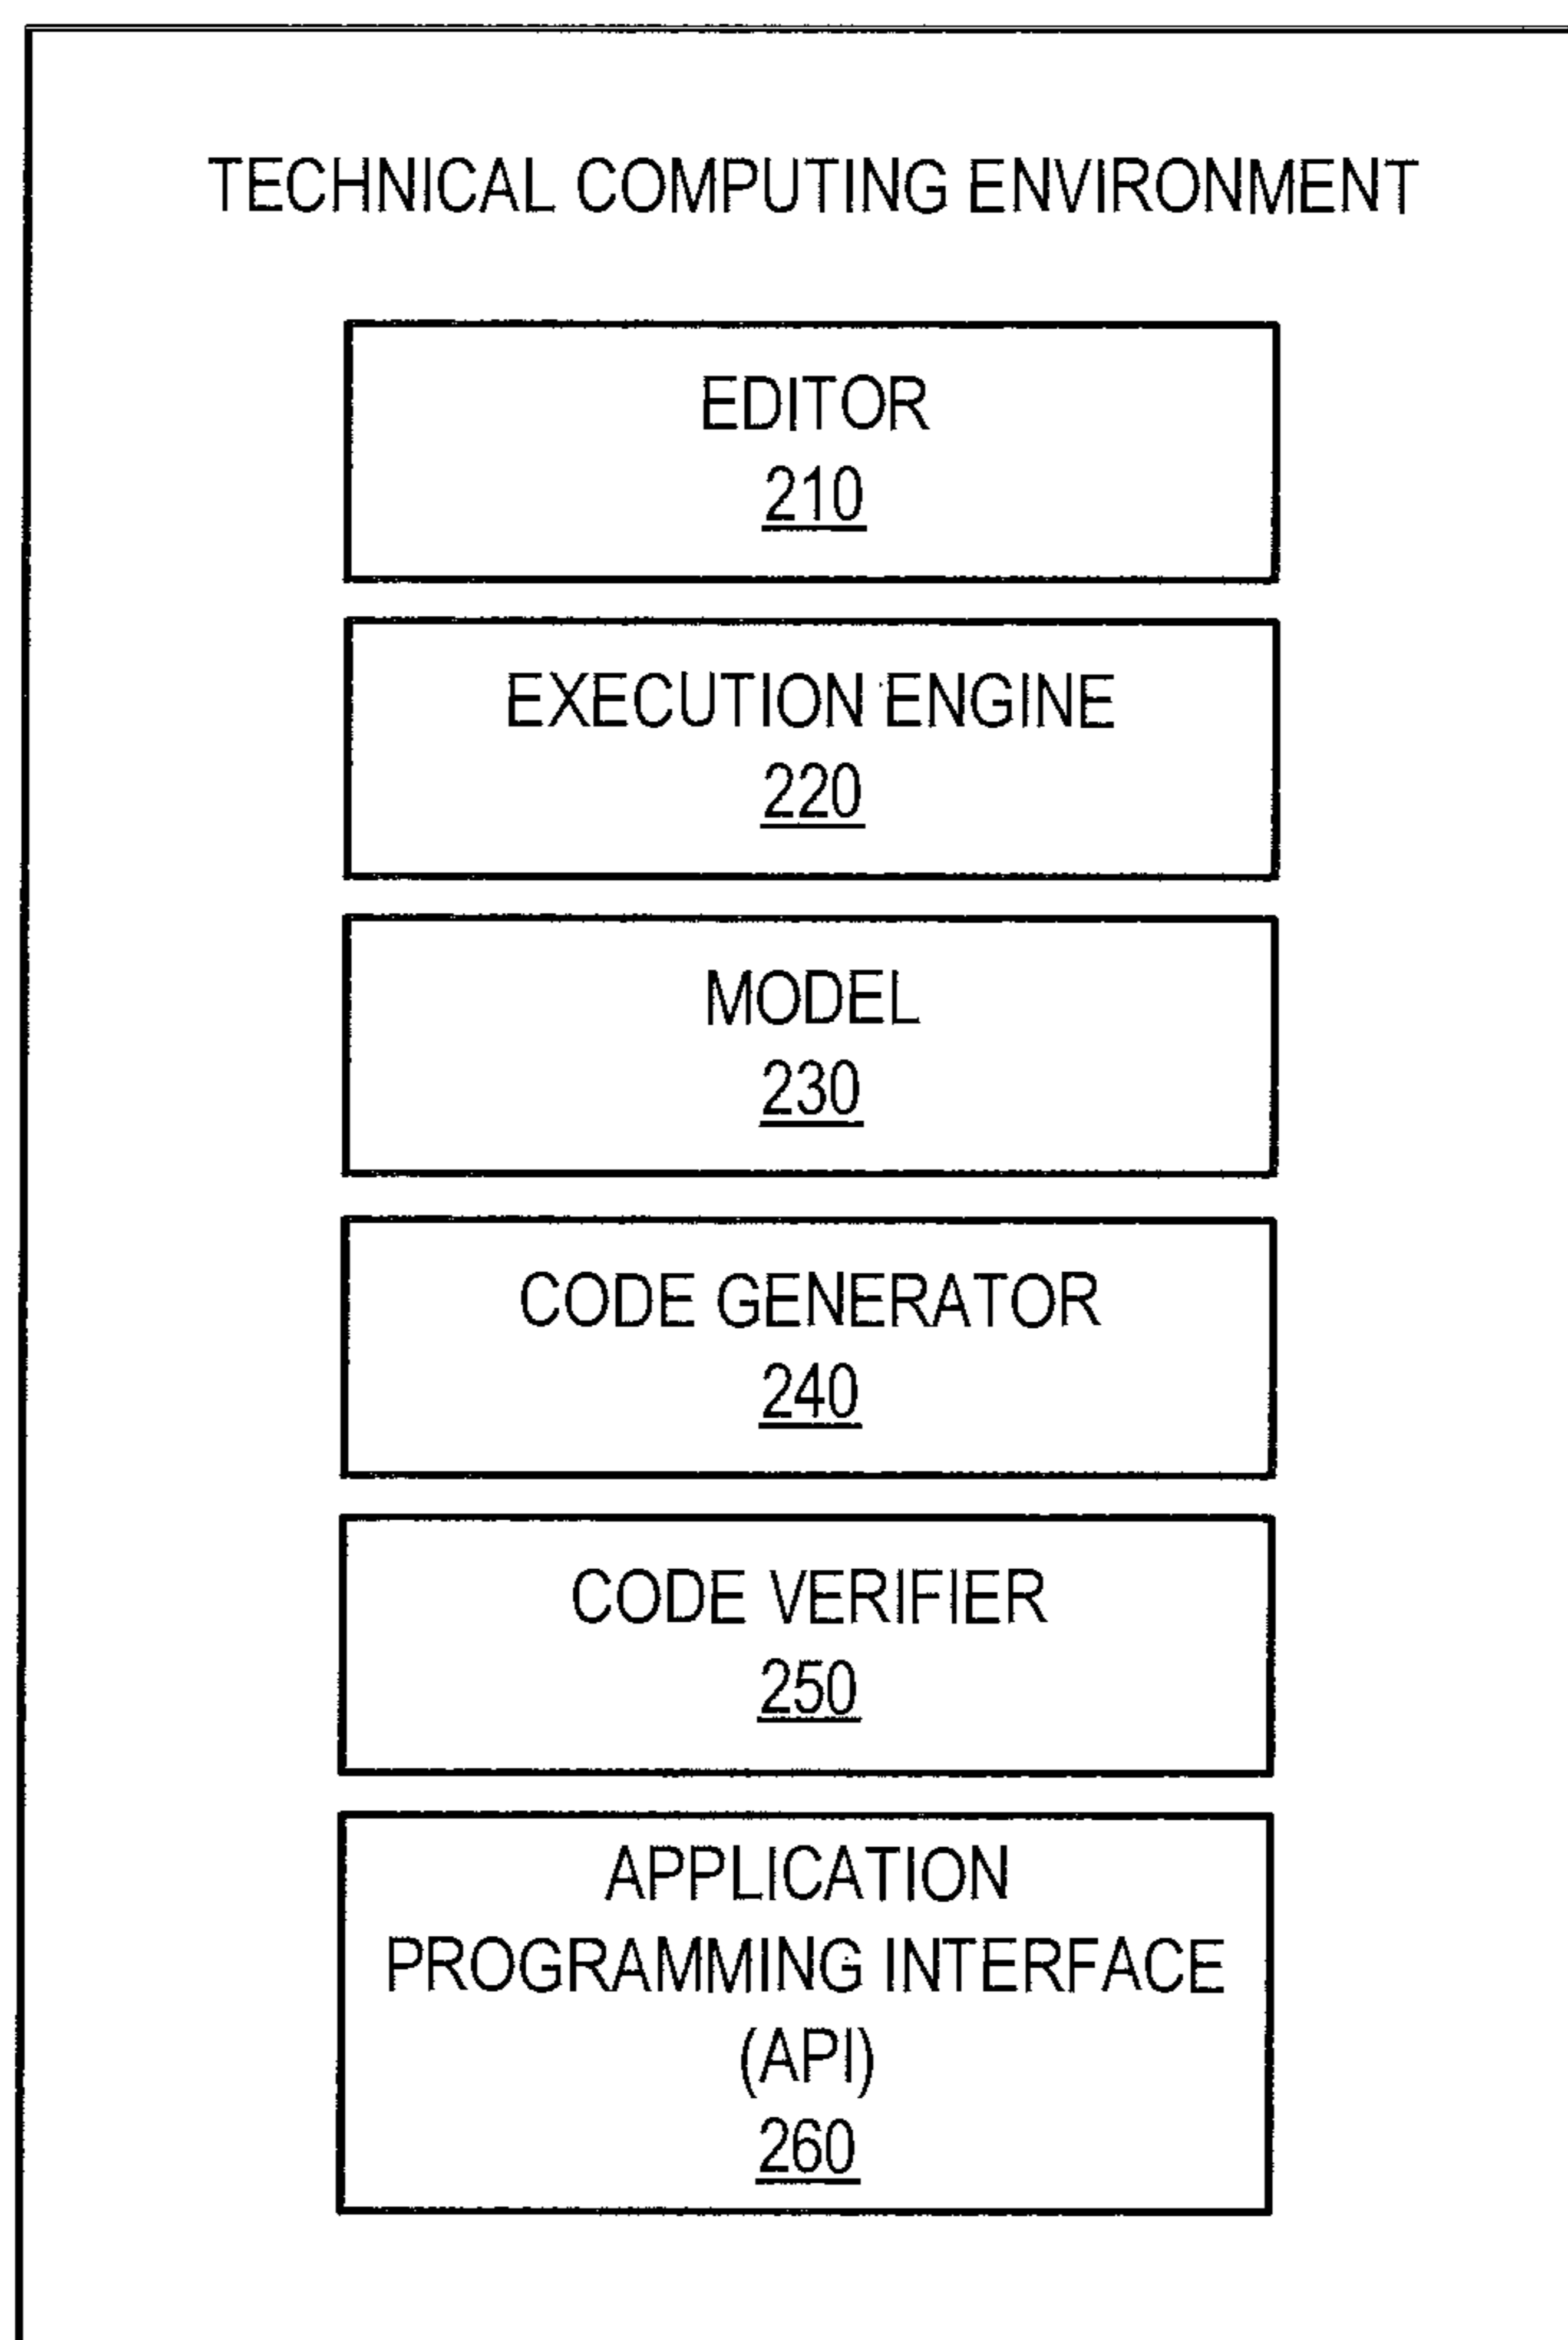 TECHNICAL COMPUTING ENVIRONMENT
EDITOR
210
EXECUTION ENGINE
220
MODEL
230
CODE GENERATOR
240
CODE VERIFIER
250
APPLICATION
PROGRAMMING INTERFACE
(API)
260